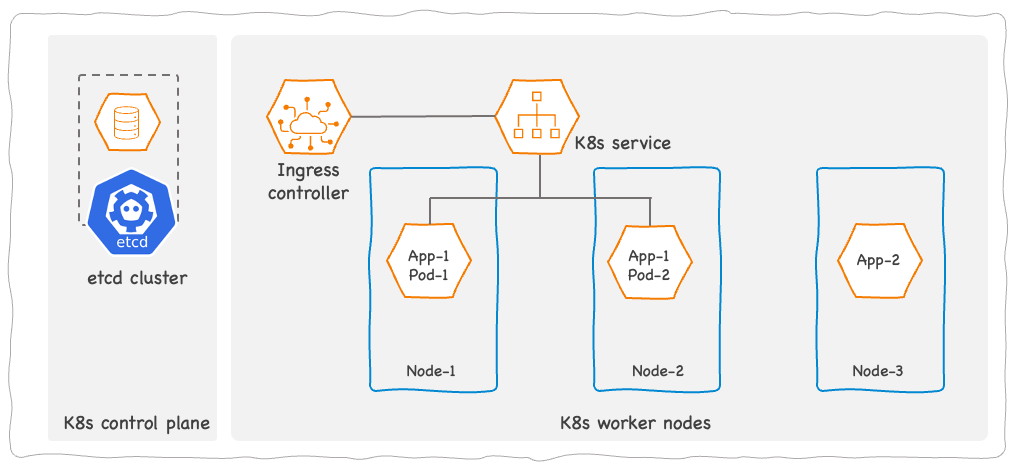 etcd
etcd cluster
K8s control plane
Ingress
controller
K8s service
App-1
Pod-1
Node-1
App-1
Pod-2
Node-2
App-2
Node-3
K8s worker nodes